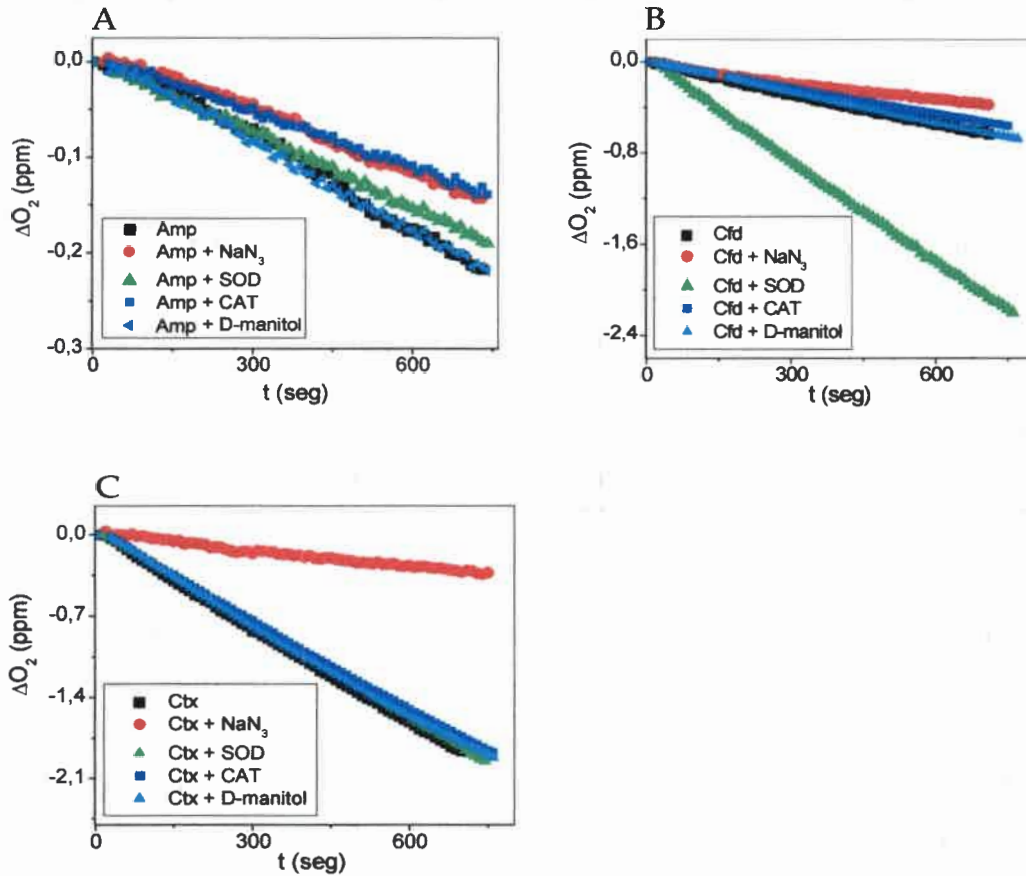 A
ΔO₂ (ppm)
0,0
-0,1
-0,2
-0,3
Amp
Amp + NaN₃
Amp + SOD
Amp + CAT
Amp + D-manitol
0
300
600
t (seg)
B
ΔO₂ (ppm)
0,0
-0,8
-1,6
-2,4
Cfd
Cfd + NaN₃
Cfd + SOD
Cfd + CAT
Cfd + D-manitol
0
300
600
t (seg)
C
ΔO₂ (ppm)
0,0
-0,7
-1,4
-2,1
Ctx
Ctx + NaN₃
Ctx + SOD
Ctx + CAT
Ctx + D-manitol
0
300
600
t (seg)